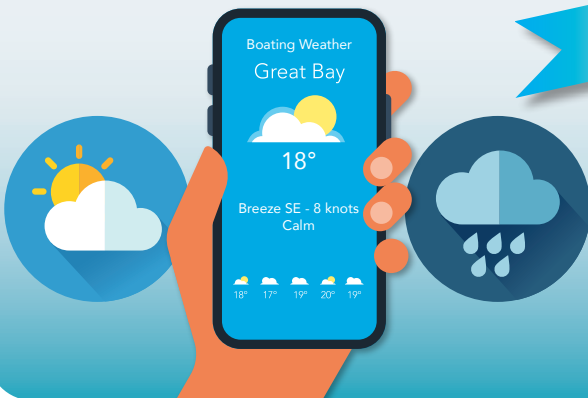 Boating Weather
Great Bay
18°
Breeze SE - 8 knots
Calm
18° 17° 19° 20° 19°